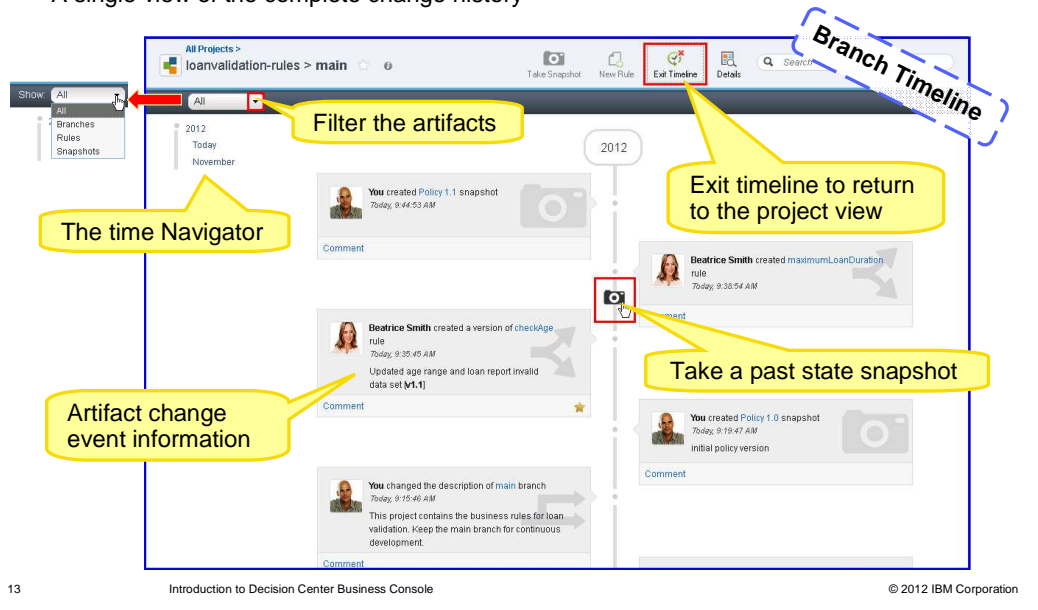 A single view of the complete change history
Branch Timeline
All Projects >
loanvalidation-rules > main
Take Snapshot
New Rule
Exit Timeline
Details
Search
Show: All
All
Branches
Rules
Snapshots
All
Filter the artifacts
2012
Today
November
2012
The time Navigator
Exit timeline to return
to the project view
You created Policy 1.1 snapshot
Today, 9:44:53 AM
Comment
Beatrice Smith created maximumLoanDuration
rule
Today, 9:38:54 AM
Comment
Beatrice Smith created a version of checkAge
rule
Today, 9:35:45 AM
Updated age range and loan report invalid
data set [v1.1]
Comment
Take a past state snapshot
Artifact change
event information
You created Policy 1.0 snapshot
Today, 9:19:47 AM
initial policy version
Comment
You changed the description of main branch
Today, 9:15:46 AM
This project contains the business rules for loan
validation. Keep the main branch for continuous
development.
Comment
13
Introduction to Decision Center Business Console
© 2012 IBM Corporation